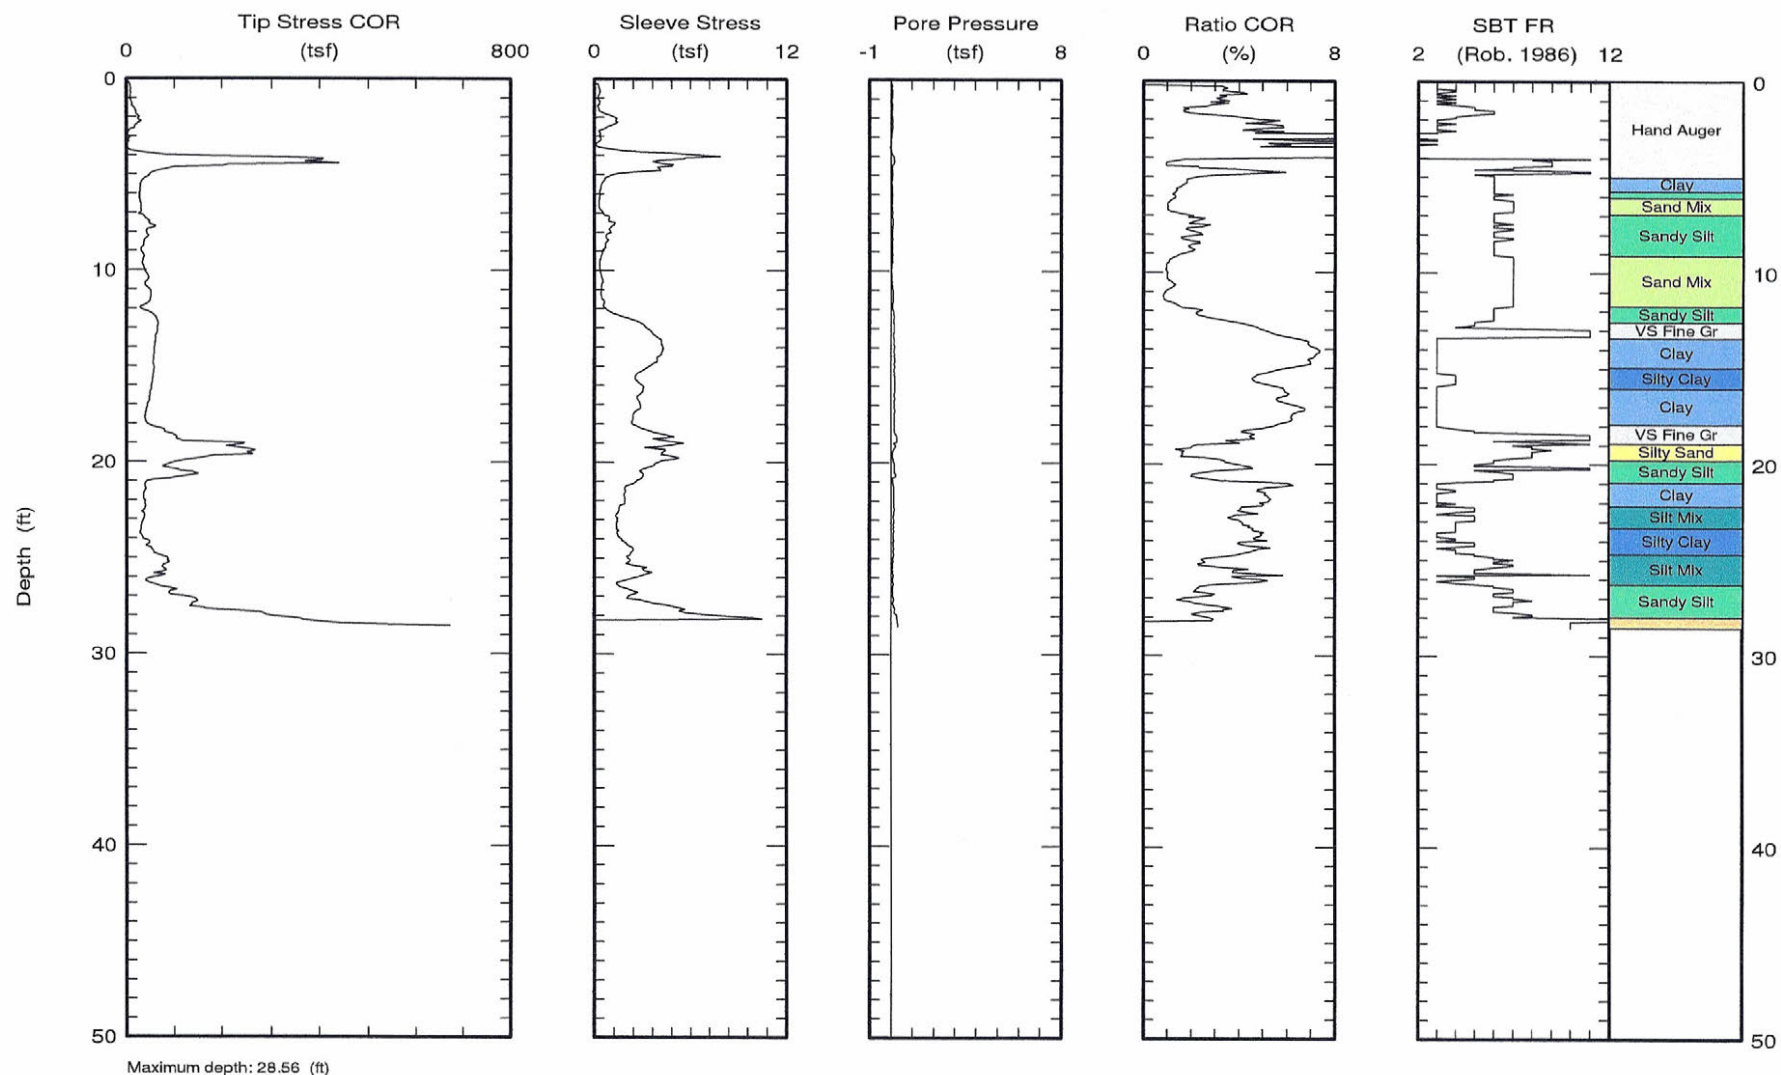 Tip Stress COR Sleeve Stress Pore Pressure Ratio COR SBT FR
0 (tsf) 800 0 (tsf) 12 -1 (tsf) 8 0 (%) 8 2 (Rob. 1986) 12
0 0
Hand Auger
Clay
Sand Mix
Sandy Silt
10 10
Sand Mix
Sandy Silt
VS Fine Gr
Clay
Silty Clay
Clay
VS Fine Gr
Silty Sand
20 20
Sandy Silt
Clay
Silt Mix
Silty Clay
Silt Mix
Sandy Silt
Depth (ft)
30 30
40 40
50 50
Maximum depth: 28.56 (ft)